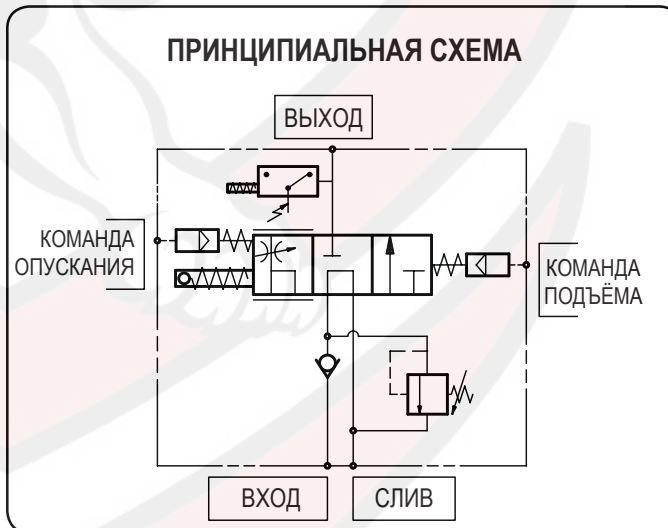 ПРИНЦИПИАЛЬНАЯ СХЕМА
ВЫХОД
КОМАНДА
ОПУСКАНИЯ
КОМАНДА
ПОДЪЁМА
ВХОД
СЛИВ